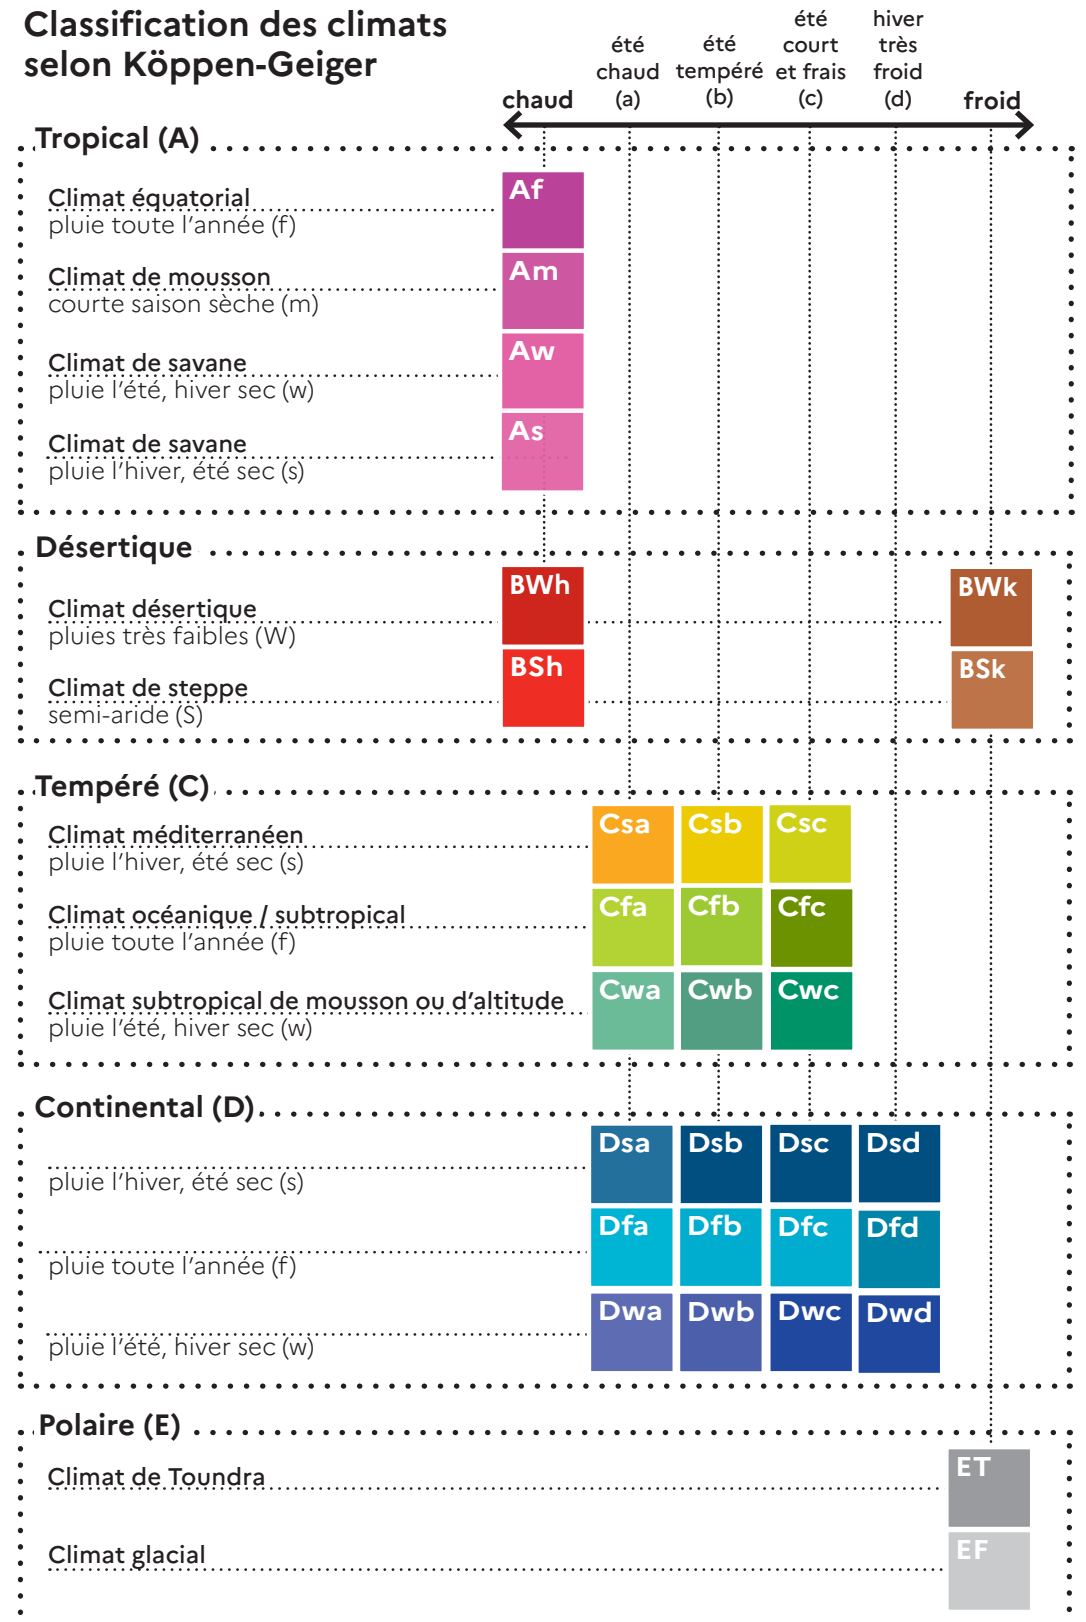 Classification des climats
selon Köppen-Geiger
chaud
été
chaud
(a)
été
tempéré
(b)
été
court
et frais
(c)
hiver
très
froid
(d)
froid
Tropical (A)
Climat équatorial
pluie toute l'année (f)
Af
Climat de mousson
courte saison sèche (m)
Am
Climat de savane
pluie l'été, hiver sec (w)
Aw
Climat de savane
pluie l'hiver, été sec (s)
As
Désertique
Climat désertique
pluies très faibles (W)
BWh
BWk
Climat de steppe
semi-aride (S)
BSh
BSk
Tempéré (C)
Climat méditerranéen
pluie l'hiver, été sec (s)
Csa
Csb
Csc
Climat océanique / subtropical
pluie toute l'année (f)
Cfa
Cfb
Cfc
Climat subtropical de mousson ou d'altitude
pluie l'été, hiver sec (w)
Cwa
Cwb
Cwc
Continental (D)
pluie l'hiver, été sec (s)
Dsa
Dsb
Dsc
Dsd
pluie toute l'année (f)
Dfa
Dfb
Dfc
Dfd
pluie l'été, hiver sec (w)
Dwa
Dwb
Dwc
Dwd
Polaire (E)
Climat de Toundra
ET
Climat glacial
EF